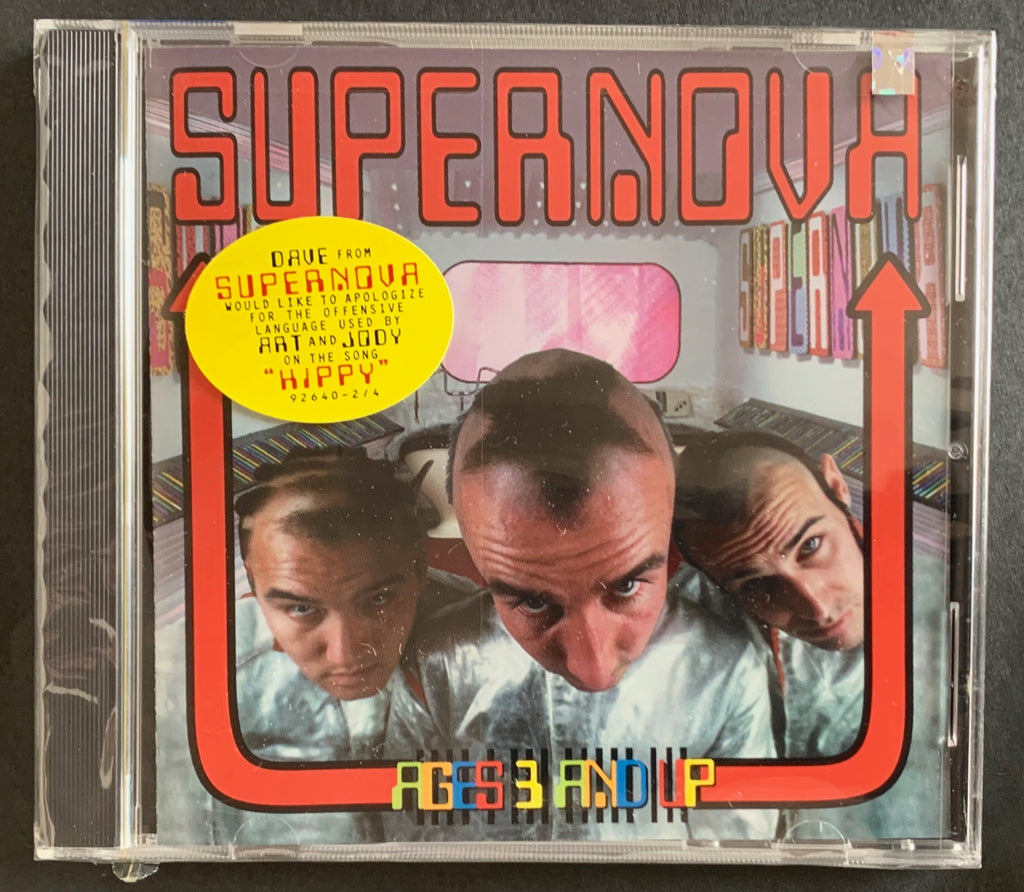 SUPERNOVA
DAVE FROM
SUPERNOVA
WOULD LIKE TO APOLOGIZE
FOR THE OFFENSIVE
LANGUAGE USED BY
ART AND JODY
ON THE SONG
"HIPPY"
92640-2/4
SUPERNOVA
AGES 3 AND UP